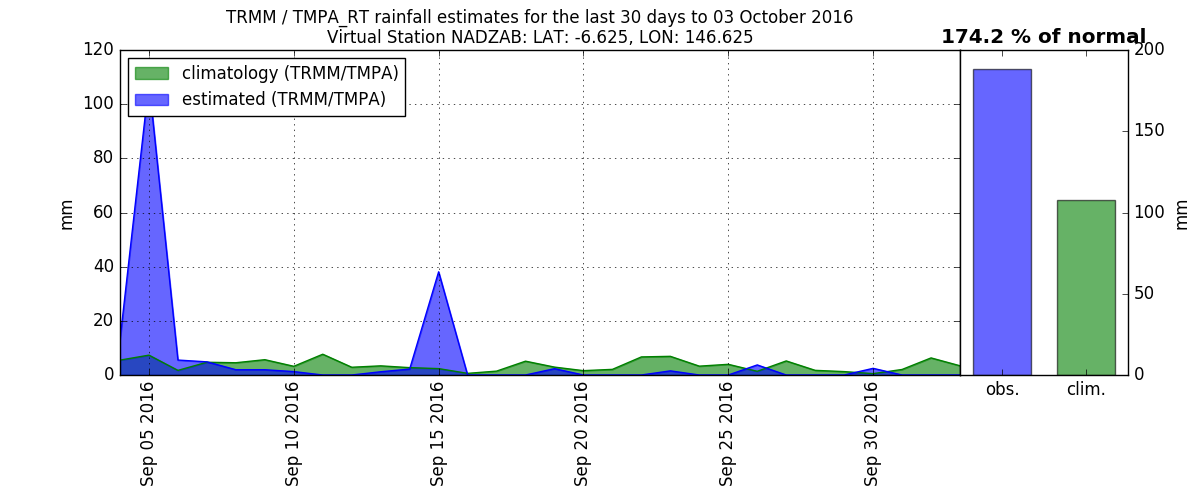 TRMM / TMPA_RT rainfall estimates for the last 30 days to 03 October 2016
Virtual Station NADZAB: LAT: -6.625, LON: 146.625
174.2 % of normal
climatology (TRMM/TMPA)
estimated (TRMM/TMPA)
120
100
80
60
40
20
0
mm
Sep 05 2016
Sep 10 2016
Sep 15 2016
Sep 20 2016
Sep 25 2016
Sep 30 2016
200
150
100
50
0
mm
obs.
clim.